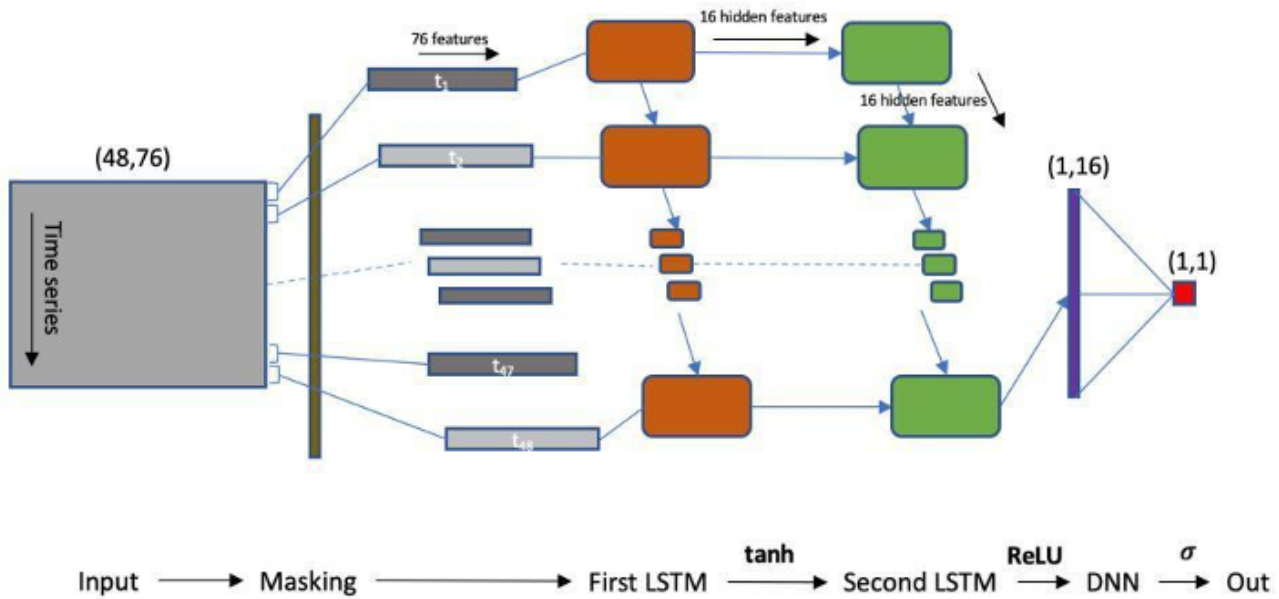 16 hidden features
76 features
t1
16 hidden features
(48,76)
t2
(1,16)
Time series
(1,1)
t47
t48
tanh
ReLU
σ
Input
Masking
First LSTM
Second LSTM
DNN
Out